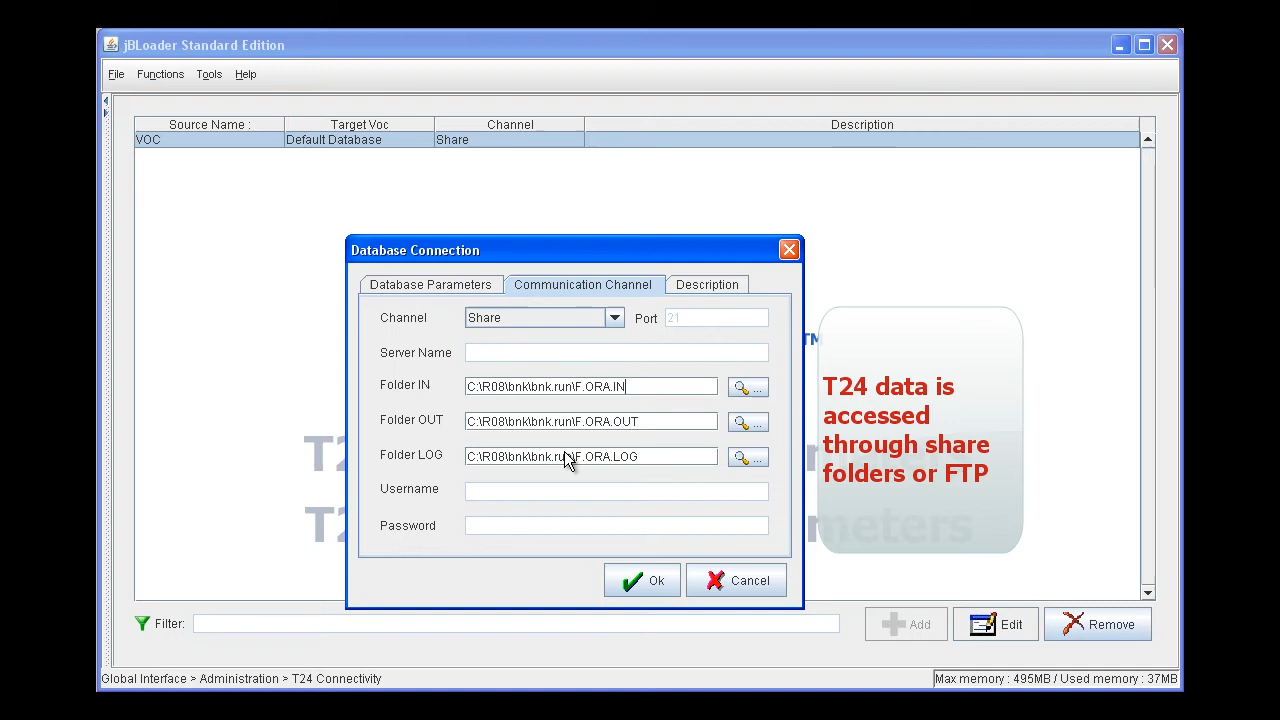 jBLoader Standard Edition
File Functions Tools Help
Source Name : Target Voc Channel Description
VOC Default Database Share
Database Connection
Database Parameters Communication Channel Description
Channel Share Port 21
Server Name
Folder IN C:\R08\bnk\bnk.run\F.ORA.IN ...
Folder OUT C:\R08\bnk\bnk.run\F.ORA.OUT ...
Folder LOG C:\R08\bnk\bnk.run\F.ORA.LOG ...
Username
Password
Ok Cancel
TM
T24 data is
accessed
through share
folders or FTP
Filter: Add Edit Remove
Global Interface > Administration > T24 Connectivity Max memory : 495MB / Used memory : 37MB